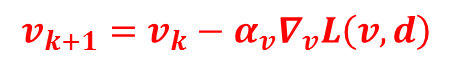 v_{k+1} = v_k − α_v∇_vL(v, d)